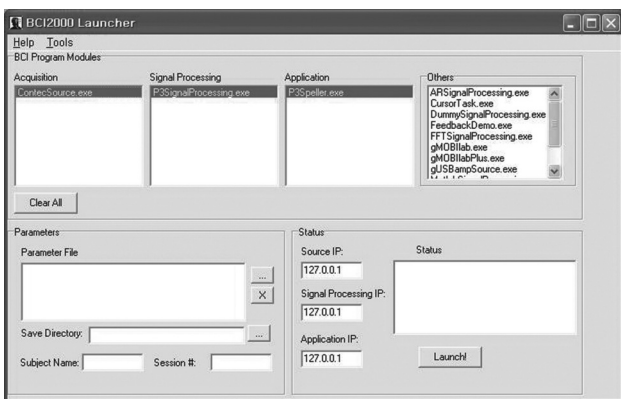 BCI2000 Launcher
Help Tools
BCI Program Modules
Acquisition
ContecSource.exe
Signal Processing
P3SignalProcessing.exe
Application
P3Speller.exe
Others
ARSignalProcessing.exe
CursorTask.exe
DummySignalProcessing.exe
FeedbackDemo.exe
FFTSignalProcessing.exe
gMOBIlab.exe
gMOBIlabPlus.exe
gUSBampSource.exe
Clear All
Parameters
Parameter File
...
X
Save Directory:
...
Subject Name:
Session #:
Status
Source IP:
127.0.0.1
Signal Processing IP:
127.0.0.1
Application IP:
127.0.0.1
Status
Launch!